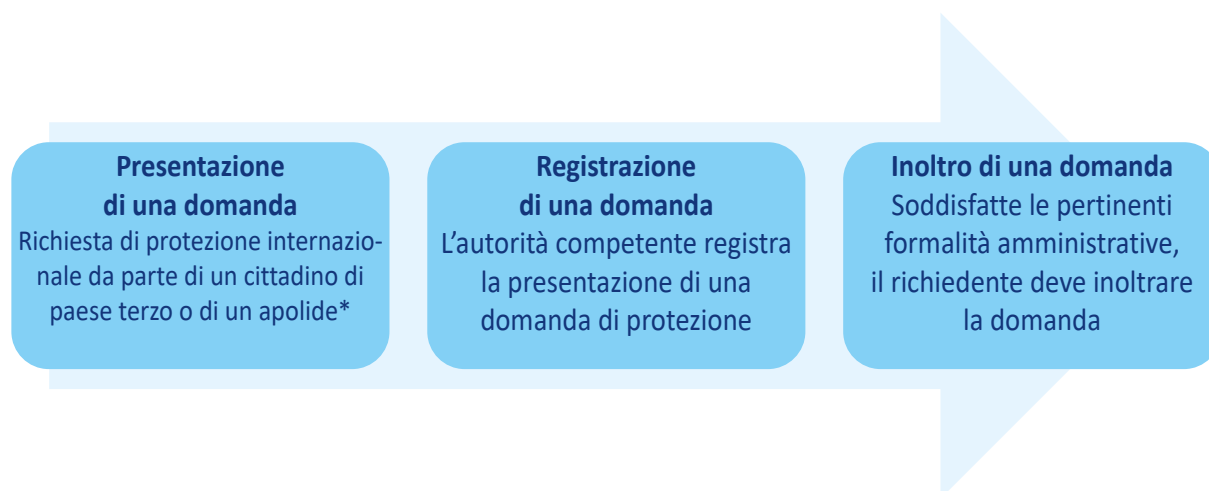 Presentazione
di una domanda
Richiesta di protezione internazio-
nale da parte di un cittadino di
paese terzo o di un apolide*
Registrazione
di una domanda
L’autorità competente registra
la presentazione di una
domanda di protezione
Inoltro di una domanda
Soddisfatte le pertinenti
formalità amministrative,
il richiedente deve inoltrare
la domanda